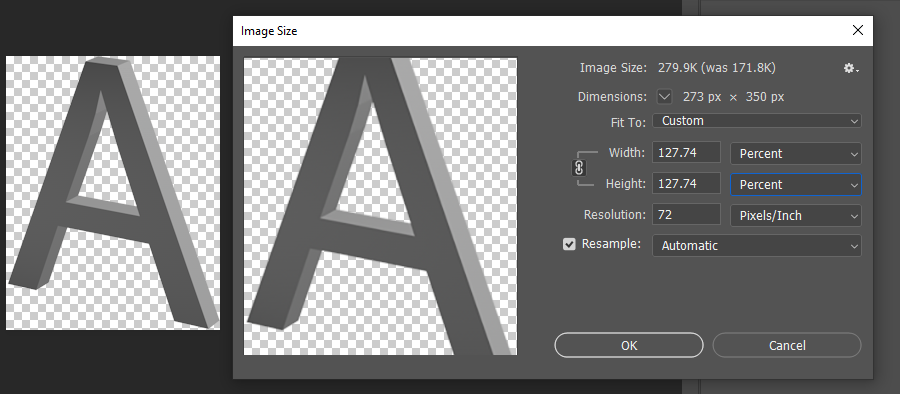 A
Image Size
A
Image Size: 279.9K (was 171.8K)
Dimensions: 273 px × 350 px
Fit To: Custom
Width: 127.74 Percent
Height: 127.74 Percent
Resolution: 72 Pixels/Inch
Resample: Automatic
OK Cancel